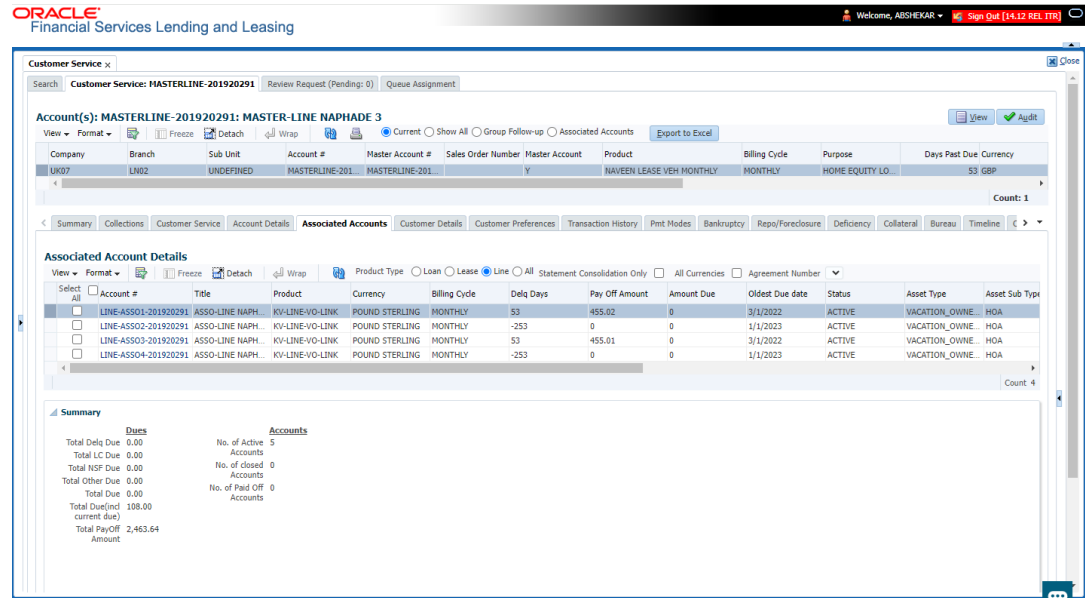 ORACLE®
Financial Services Lending and Leasing
Welcome, ABSHEKAR
Sign Out [14.12 REL ITR]
Customer Service x
Close
Search Customer Service: MASTERLINE-201920291 Review Request (Pending: 0) Queue Assignment
Account(s): MASTERLINE-201920291: MASTER-LINE NAPHADE 3
View Audit
View Format Freeze Detach Wrap Current Show All Group Follow-up Associated Accounts Export to Excel
Company Branch Sub Unit Account # Master Account # Sales Order Number Master Account Product Billing Cycle Purpose Days Past Due Currency
UK07 LN02 UNDEFINED MASTERLINE-201... MASTERLINE-201... Y NAVEEN LEASE VEH MONTHLY MONTHLY HOME EQUITY LO... 53 GBP
Count: 1
Summary Collections Customer Service Account Details Associated Accounts Customer Details Customer Preferences Transaction History Pmt Modes Bankruptcy Repo/Foreclosure Deficiency Collateral Bureau Timeline
Associated Account Details
View Format Freeze Detach Wrap Product Type Loan Lease Line All Statement Consolidation Only All Currencies Agreement Number
Select All Account # Title Product Currency Billing Cycle Delq Days Pay Off Amount Amount Due Oldest Due date Status Asset Type Asset Sub Type
LINE-ASSO1-201920291 ASSO-LINE NAPH... KV-LINE-VO-LINK POUND STERLING MONTHLY 53 455.02 0 3/1/2022 ACTIVE VACATION_OWNE... HOA
LINE-ASSO2-201920291 ASSO-LINE NAPH... KV-LINE-VO-LINK POUND STERLING MONTHLY -253 0 0 1/1/2023 ACTIVE VACATION_OWNE... HOA
LINE-ASSO3-201920291 ASSO-LINE NAPH... KV-LINE-VO-LINK POUND STERLING MONTHLY 53 455.01 0 3/1/2022 ACTIVE VACATION_OWNE... HOA
LINE-ASSO4-201920291 ASSO-LINE NAPH... KV-LINE-VO-LINK POUND STERLING MONTHLY -253 0 0 1/1/2023 ACTIVE VACATION_OWNE... HOA
Count 4
Summary
Dues Accounts
Total Delq Due 0.00 No. of Active Accounts 5
Total LC Due 0.00
Total NSF Due 0.00 No. of closed Accounts 0
Total Other Due 0.00
Total Due 0.00 No. of Paid Off Accounts 0
Total Due(incl current due) 108.00
Total PayOff Amount 2,463.64